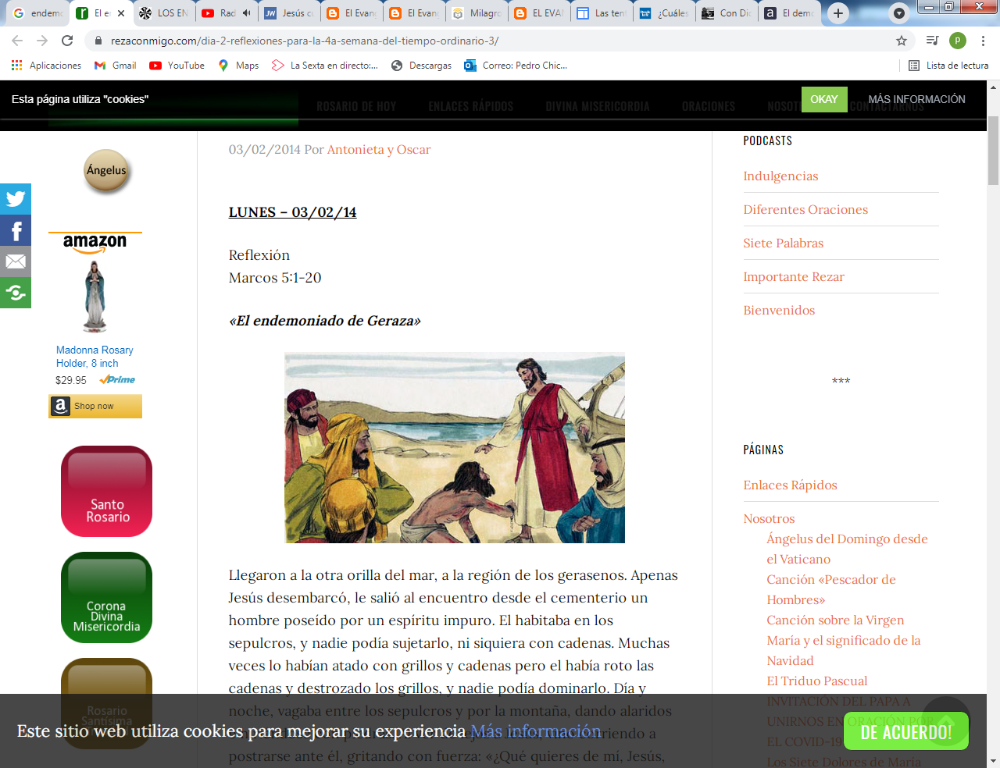 endemo
El en
LOS EN
Rad
Jesús cu
El Evang
El Evang
Milagro
EL EVAN
Las tent
¿Cuáles
Con Dio
El demo
rezaconmigo.com/dia-2-reflexiones-para-la-4a-semana-del-tiempo-ordinario-3/
P
Aplicaciones
Gmail
YouTube
Maps
La Sexta en directo:...
Descargas
Correo: Pedro Chic...
Lista de lectura
Esta página utiliza "cookies"
ROSARIO DE HOY
ENLACES RÁPIDOS
DIVINA MISERICORDIA
ORACIONES
OKAY
MÁS INFORMACIÓN
Ángelus
amazon
Madonna Rosary
Holder, 8 inch
$29.95
Prime
Shop now
Santo
Rosario
Corona
Divina
Misericordia
Rosario
Santísima
03/02/2014 Por Antonieta y Oscar
LUNES – 03/02/14
Reflexión
Marcos 5:1-20
«El endemoniado de Geraza»
Llegaron a la otra orilla del mar, a la región de los gerasenos. Apenas
Jesús desembarcó, le salió al encuentro desde el cementerio un
hombre poseído por un espíritu impuro. El habitaba en los
sepulcros, y nadie podía sujetarlo, ni siquiera con cadenas. Muchas
veces lo habían atado con grillos y cadenas pero el había roto las
cadenas y destrozado los grillos, y nadie podía dominarlo. Día y
noche, vagaba entre los sepulcros y por la montaña, dando alaridos
postrarse ante él, gritando con fuerza: «¿Qué quieres de mí, Jesús,
PODCASTS
Indulgencias
Diferentes Oraciones
Siete Palabras
Importante Rezar
Bienvenidos
***
PÁGINAS
Enlaces Rápidos
Nosotros
Ángelus del Domingo desde
el Vaticano
Canción «Pescador de
Hombres»
Canción sobre la Virgen
María y el significado de la
Navidad
El Triduo Pascual
INVITACIÓN DEL PAPA A
UNIRNOS EN ORACIÓN POR
EL COVID-19
Los Siete Dolores de María
Este sitio web utiliza cookies para mejorar su experiencia Más información
DE ACUERDO!